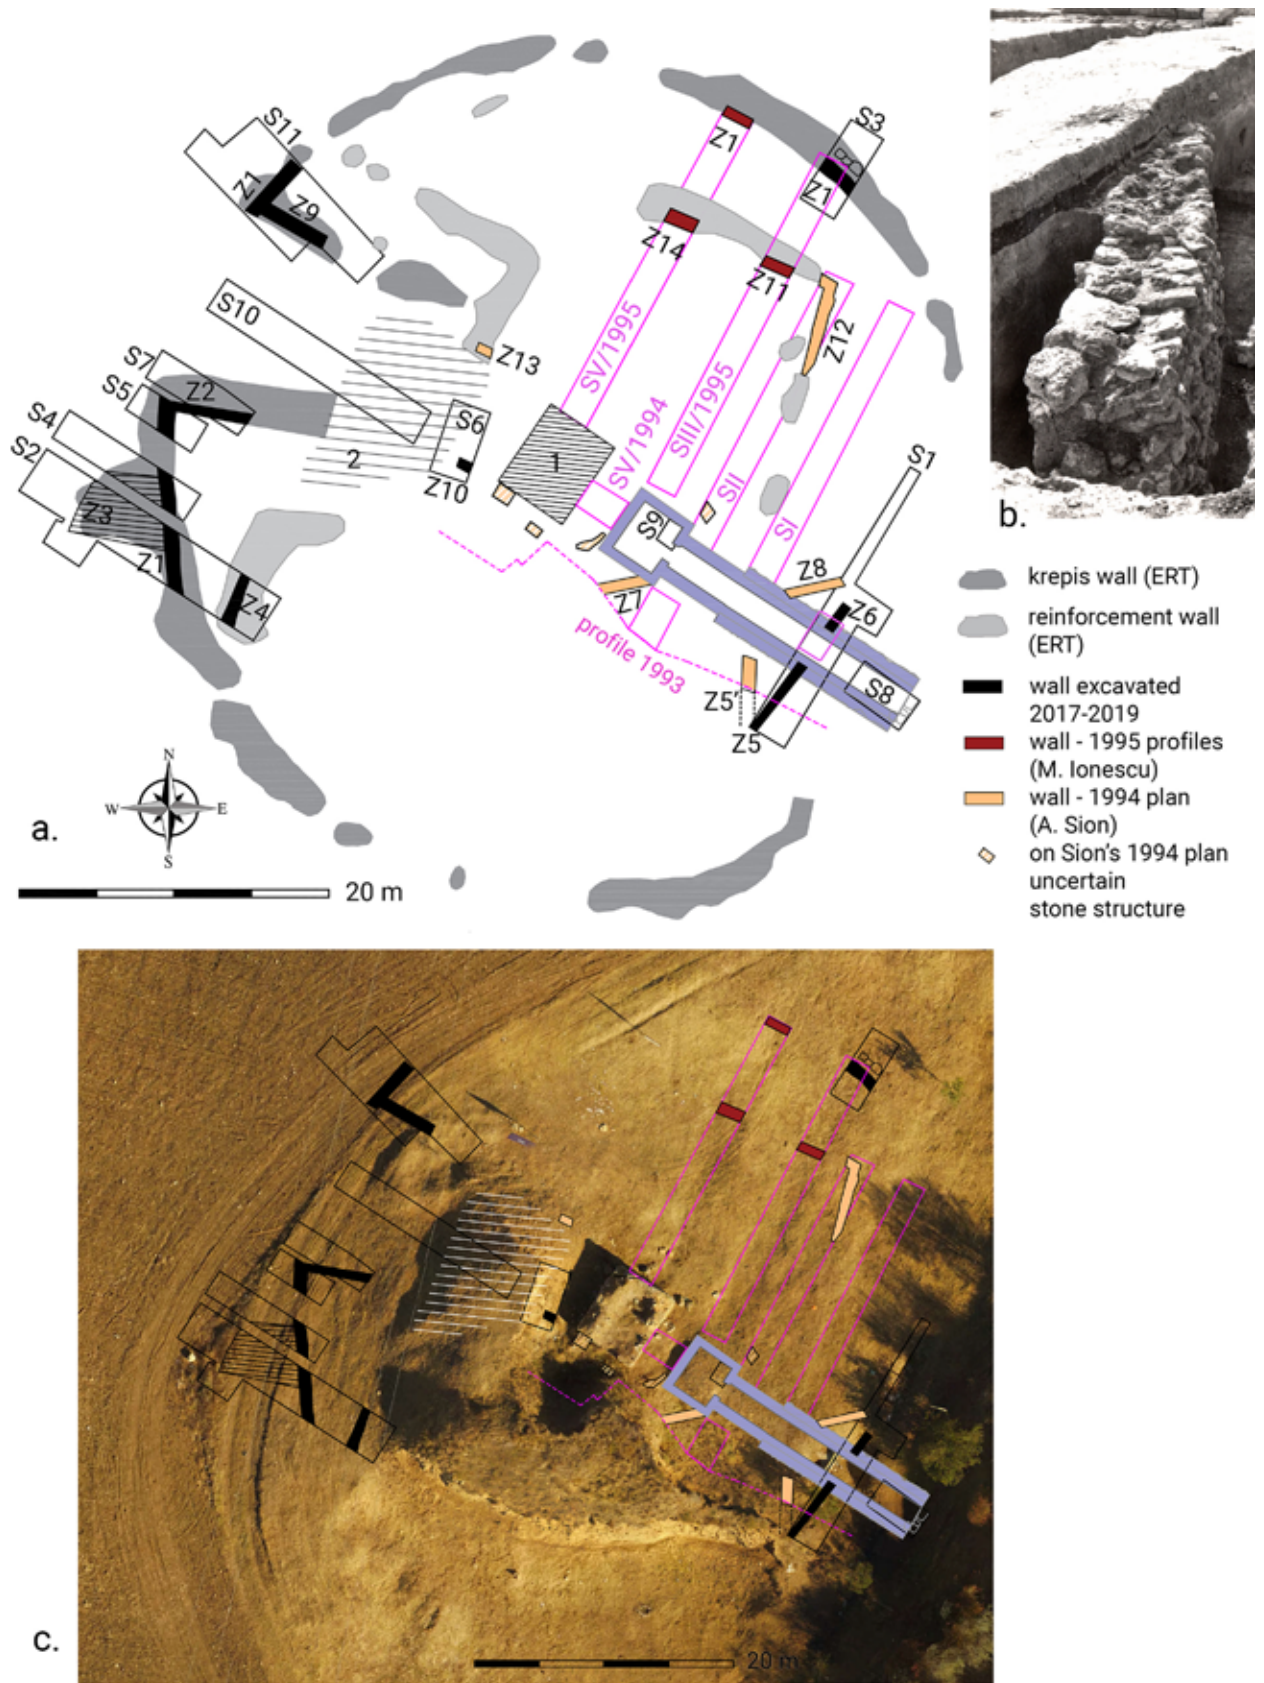 S11
Z1
Z9
Z1
S3
Z1
Z14
Z11
Z12
S10
Z13
SV/1995
SV/1994
SIII/1995
SII
SI
S7
S5
Z2
S4
S2
Z3
Z1
Z4
2
S6
Z10
1
S9
S1
Z8
Z7
Z6
profile 1993
S8
Z5'
Z5
N
W
E
S
a.
20 m
b.
krepis wall (ERT)
reinforcement wall
(ERT)
wall excavated
2017-2019
wall - 1995 profiles
(M. Ionescu)
wall - 1994 plan
(A. Sion)
on Sion's 1994 plan
uncertain
stone structure
c.
20 m